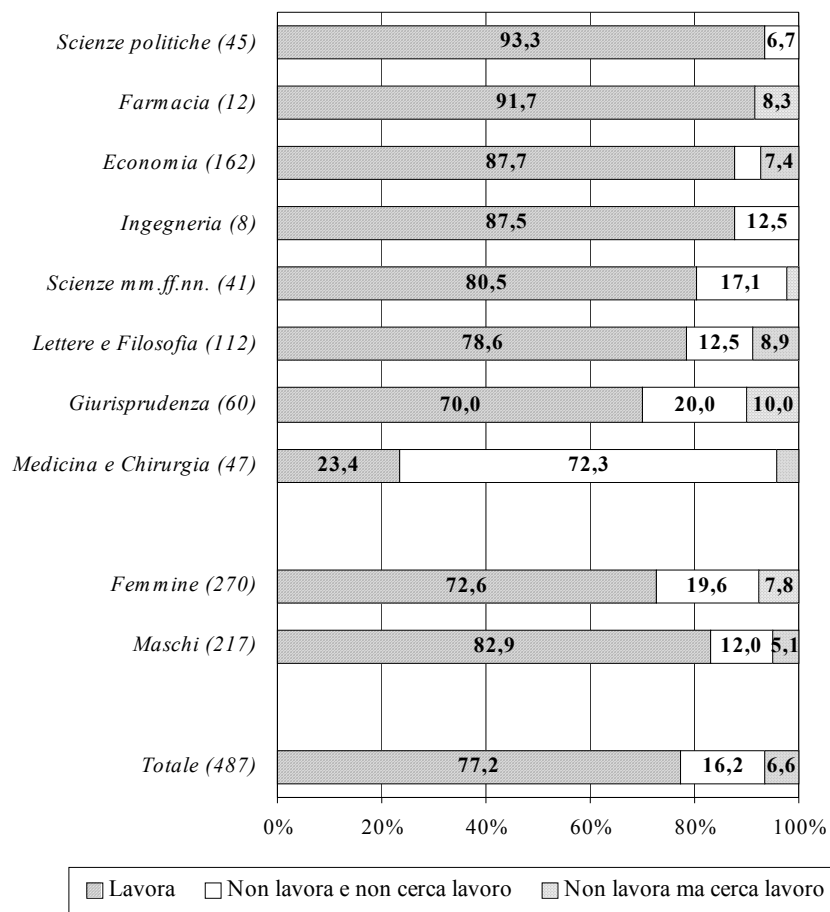 Scienze politiche (45) 93,3 6,7
Farmacia (12) 91,7 8,3
Economia (162) 87,7 7,4
Ingegneria (8) 87,5 12,5
Scienze mm.ff.nn. (41) 80,5 17,1
Lettere e Filosofia (112) 78,6 12,5 8,9
Giurisprudenza (60) 70,0 20,0 10,0
Medicina e Chirurgia (47) 23,4 72,3
Femmine (270) 72,6 19,6 7,8
Maschi (217) 82,9 12,0 5,1
Totale (487) 77,2 16,2 6,6
0% 20% 40% 60% 80% 100%
Lavora Non lavora e non cerca lavoro Non lavora ma cerca lavoro